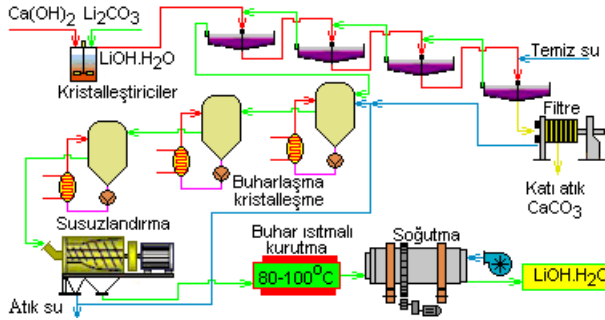 Ca(OH)2 Li2CO3
LiOH.H2O
Kristalleştiriciler
Temiz su
Filtre
Katı atık
CaCO3
Buharlaşma
kristalleşme
Susuzlandırma
Atık su
Buhar ısıtmalı
kurutma
80-100°C
Soğutma
LiOH.H2O